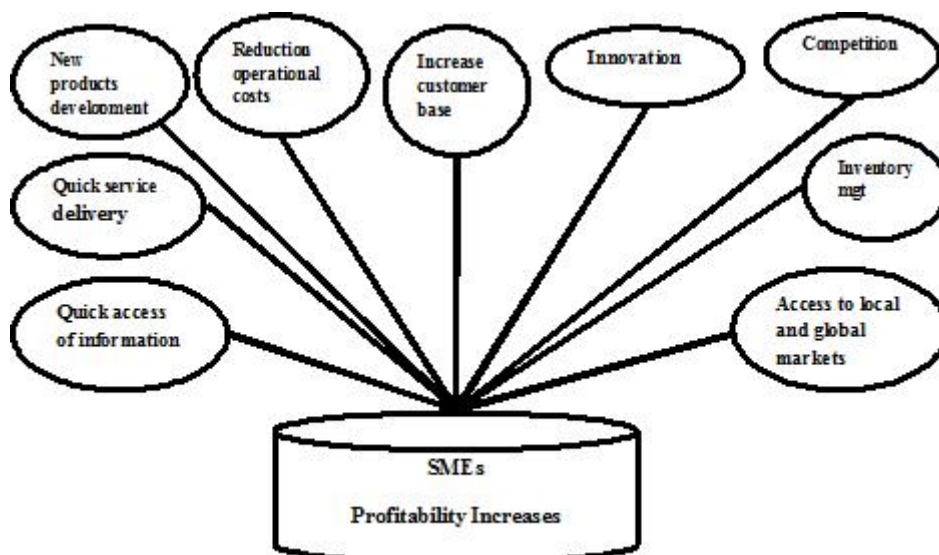 New
products
development
Reduction
operational
costs
Increase
customer
base
Innovation
Competition
Quick service
delivery
Inventory
mgt
Quick access
of information
Access to local
and global
markets
SMEs
Profitability Increases